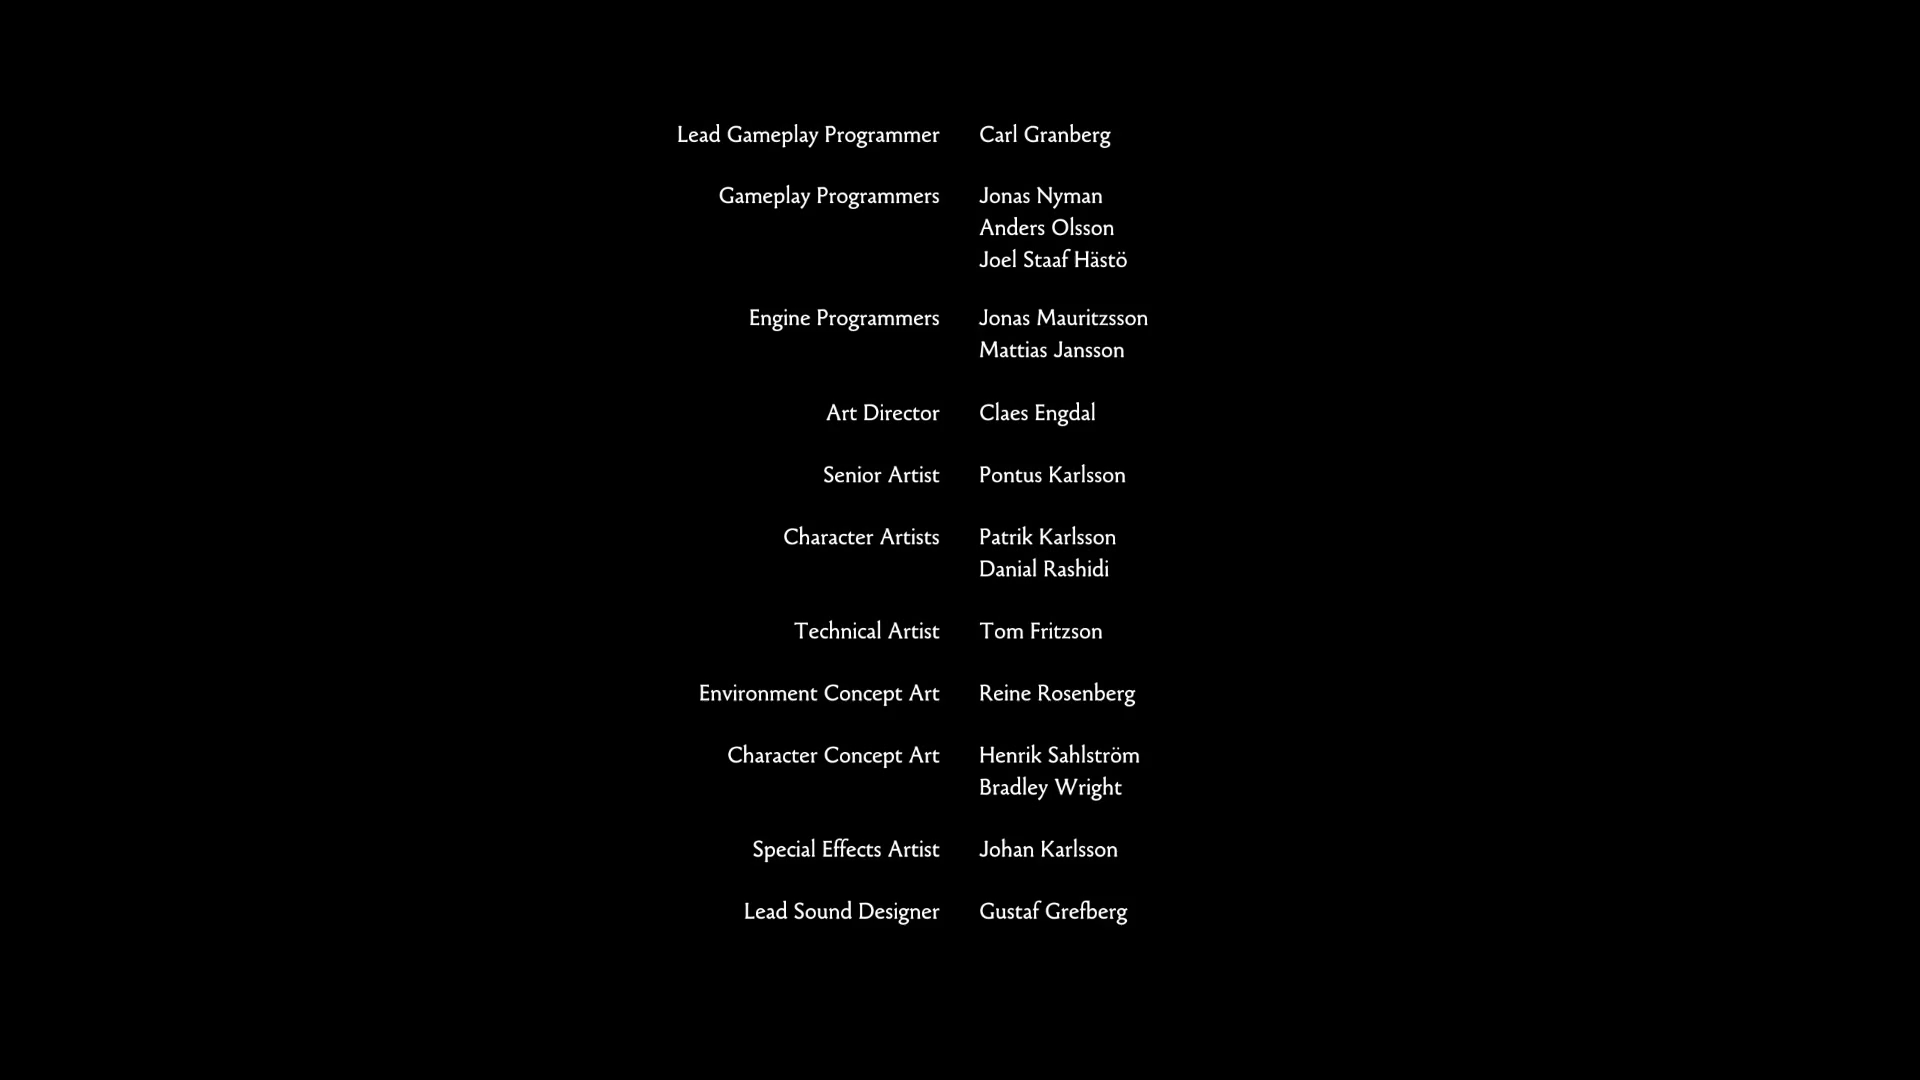 Lead Gameplay Programmer Carl Granberg
Gameplay Programmers Jonas Nyman
Anders Olsson
Joel Staaf Hästö
Engine Programmers Jonas Mauritzsson
Mattias Jansson
Art Director Claes Engdal
Senior Artist Pontus Karlsson
Character Artists Patrik Karlsson
Danial Rashidi
Technical Artist Tom Fritzson
Environment Concept Art Reine Rosenberg
Character Concept Art Henrik Sahlström
Bradley Wright
Special Effects Artist Johan Karlsson
Lead Sound Designer Gustaf Grefberg